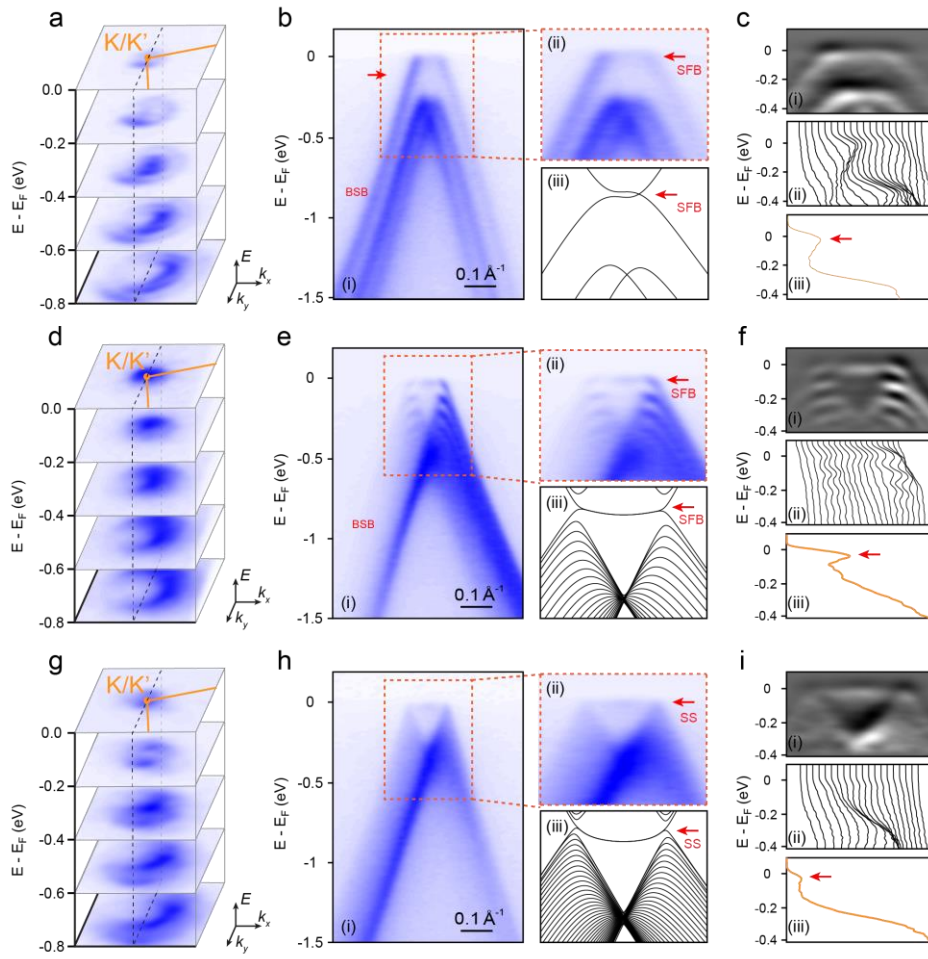 a
K/K'
0.0
-0.2
-0.4
-0.6
-0.8
E - E_F (eV)
E
k_x
k_y
b
0
-0.5
-1
-1.5
E - E_F (eV)
BSB
(i)
0.1 Å⁻¹
(ii)
SFB
(iii)
SFB
c
0
-0.2
-0.4
(i)
0
-0.2
-0.4
(ii)
0
-0.2
-0.4
(iii)
E - E_F (eV)
d
K/K'
0.0
-0.2
-0.4
-0.6
-0.8
E - E_F (eV)
E
k_x
k_y
e
0
-0.5
-1
-1.5
E - E_F (eV)
BSB
(i)
0.1 Å⁻¹
(ii)
SFB
(iii)
SFB
f
0
-0.2
-0.4
(i)
0
-0.2
-0.4
(ii)
0
-0.2
-0.4
(iii)
E - E_F (eV)
g
K/K'
0.0
-0.2
-0.4
-0.6
-0.8
E - E_F (eV)
E
k_x
k_y
h
0
-0.5
-1
-1.5
E - E_F (eV)
(i)
0.1 Å⁻¹
(ii)
SS
(iii)
SS
i
0
-0.2
-0.4
(i)
0
-0.2
-0.4
(ii)
0
-0.2
-0.4
(iii)
E - E_F (eV)